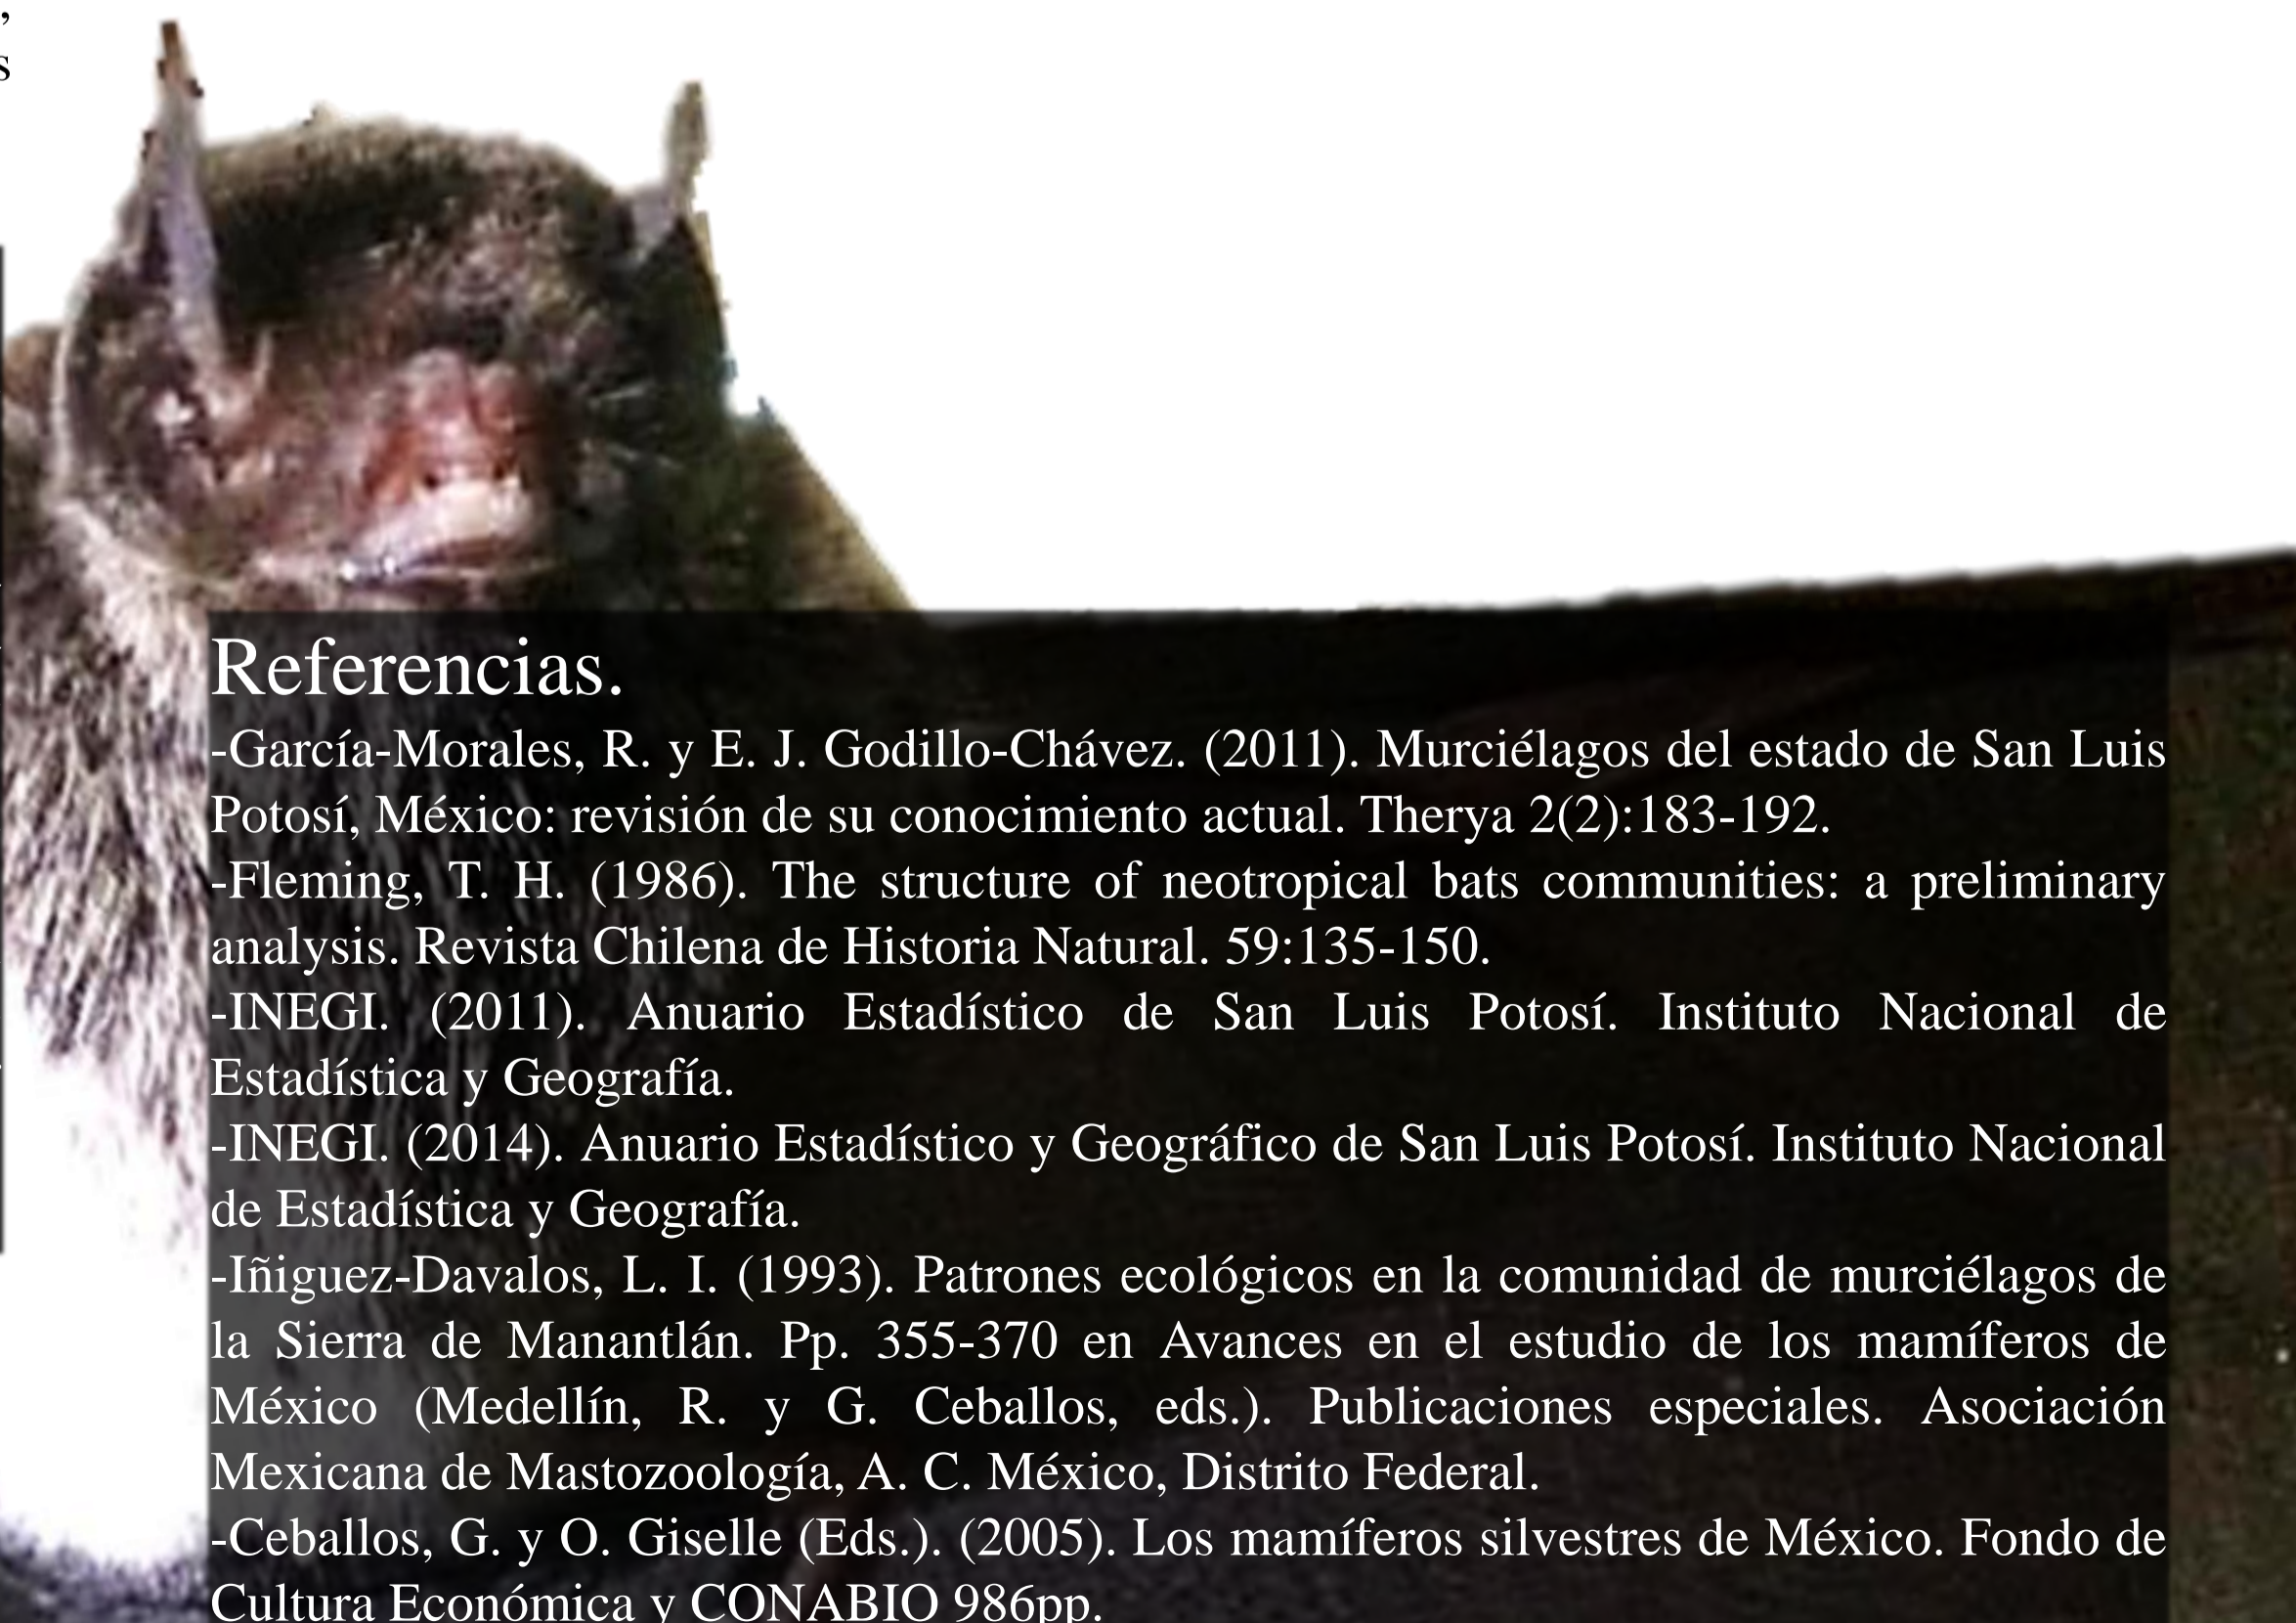 ,
s
Referencias.
-García-Morales, R. y E. J. Godillo-Chávez. (2011). Murciélagos del estado de San Luis
Potosí, México: revisión de su conocimiento actual. Therya 2(2):183-192.
-Fleming, T. H. (1986). The structure of neotropical bats communities: a preliminary
analysis. Revista Chilena de Historia Natural. 59:135-150.
-INEGI. (2011). Anuario Estadístico de San Luis Potosí. Instituto Nacional de
Estadística y Geografía.
-INEGI. (2014). Anuario Estadístico y Geográfico de San Luis Potosí. Instituto Nacional
de Estadística y Geografía.
-Iñiguez-Davalos, L. I. (1993). Patrones ecológicos en la comunidad de murciélagos de
la Sierra de Manantlán. Pp. 355-370 en Avances en el estudio de los mamíferos de
México (Medellín, R. y G. Ceballos, eds.). Publicaciones especiales. Asociación
Mexicana de Mastozoología, A. C. México, Distrito Federal.
-Ceballos, G. y O. Giselle (Eds.). (2005). Los mamíferos silvestres de México. Fondo de
Cultura Económica y CONABIO 986pp.